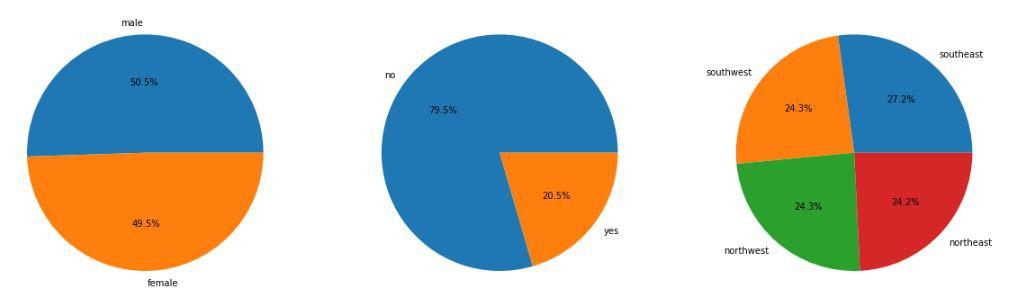 male
50.5%
49.5%
female
no
79.5%
20.5%
yes
southeast
southwest
27.2%
24.3%
24.3%
24.2%
northwest
northeast